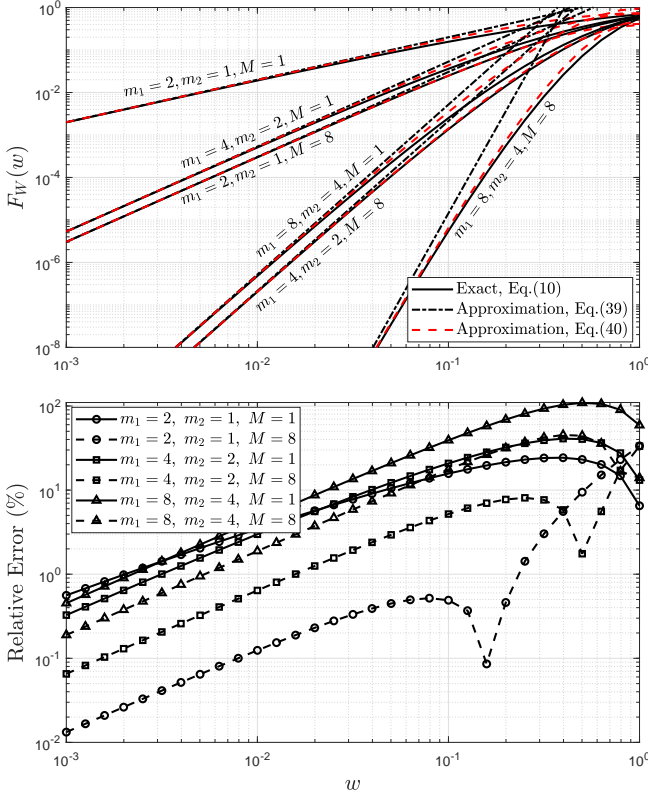 10^0
10^-2
10^-4
10^-6
10^-8
F_W(w)
m_1 = 2, m_2 = 1, M = 1
m_1 = 4, m_2 = 2, M = 1
m_1 = 2, m_2 = 1, M = 8
m_1 = 8, m_2 = 4, M = 1
m_1 = 4, m_2 = 2, M = 8
m_1 = 8, m_2 = 4, M = 8
Exact, Eq.(10)
Approximation, Eq.(39)
Approximation, Eq.(40)
10^-3 10^-2 10^-1 10^0
10^2
10^1
10^0
10^-1
10^-2
Relative Error (%)
m_1 = 2, m_2 = 1, M = 1
m_1 = 2, m_2 = 1, M = 8
m_1 = 4, m_2 = 2, M = 1
m_1 = 4, m_2 = 2, M = 8
m_1 = 8, m_2 = 4, M = 1
m_1 = 8, m_2 = 4, M = 8
10^-3 10^-2 10^-1 10^0
w